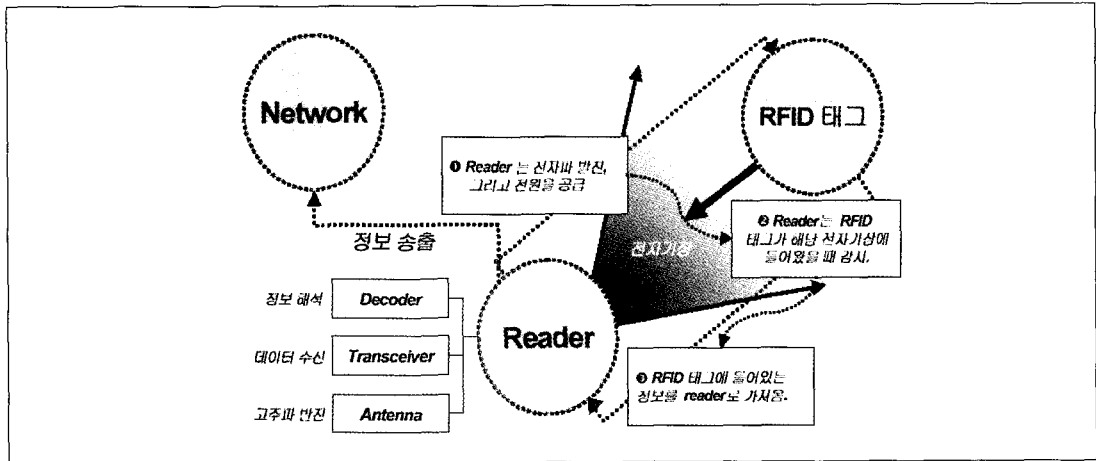 Network
RFID 태그
❶ Reader 는 전자파 발진,
그리고 전원을 공급
❷ Reader는 RFID
태그가 해당 전자기장에
들어왔을 때 감지.
전자기장
정보 송출
Reader
정보 해석 Decoder
데이터 수신 Transceiver
고주파 발진 Antenna
❸ RFID 태그에 들어있는
정보를 reader로 가져옴.